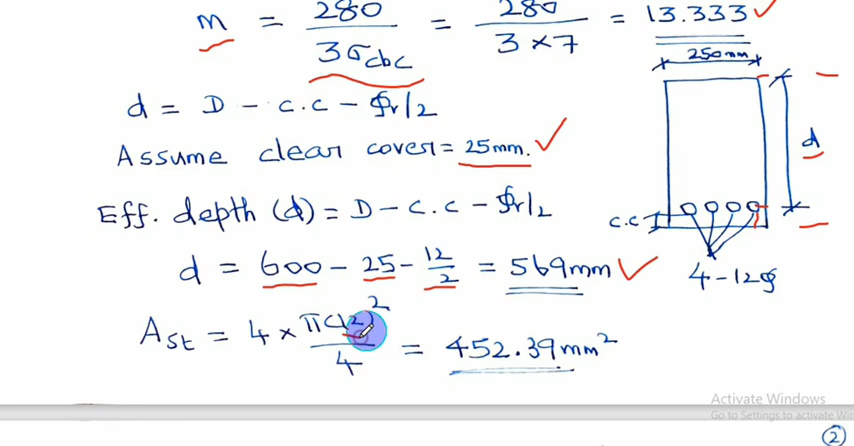 m = 280 / 3σcbc = 280 / 3 × 7 = 13.333
250mm
d = D - C.C - ϕr/2
Assume clear cover = 25mm.
d
Eff. depth (d) = D - C.C - ϕr/2
C.C
d = 600 - 25 - 12/2 = 569mm
4-12ϕ
Ast = 4 × π(12)² / 4 = 452.39mm²
Activate Windows
Go to Settings to activate Wi
2